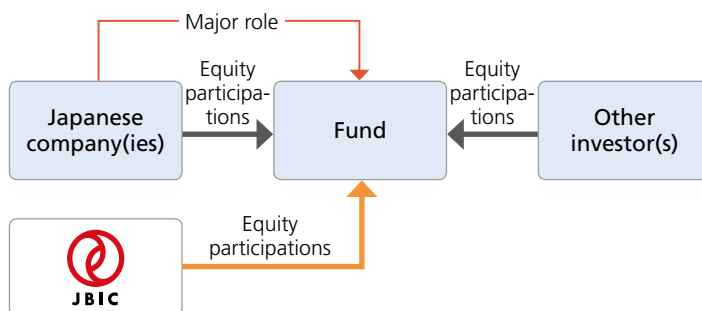 Major role
Equity
participa-
tions
Equity
participa-
tions
Japanese
company(ies)
Fund
Other
investor(s)
Equity
participations
JBIC